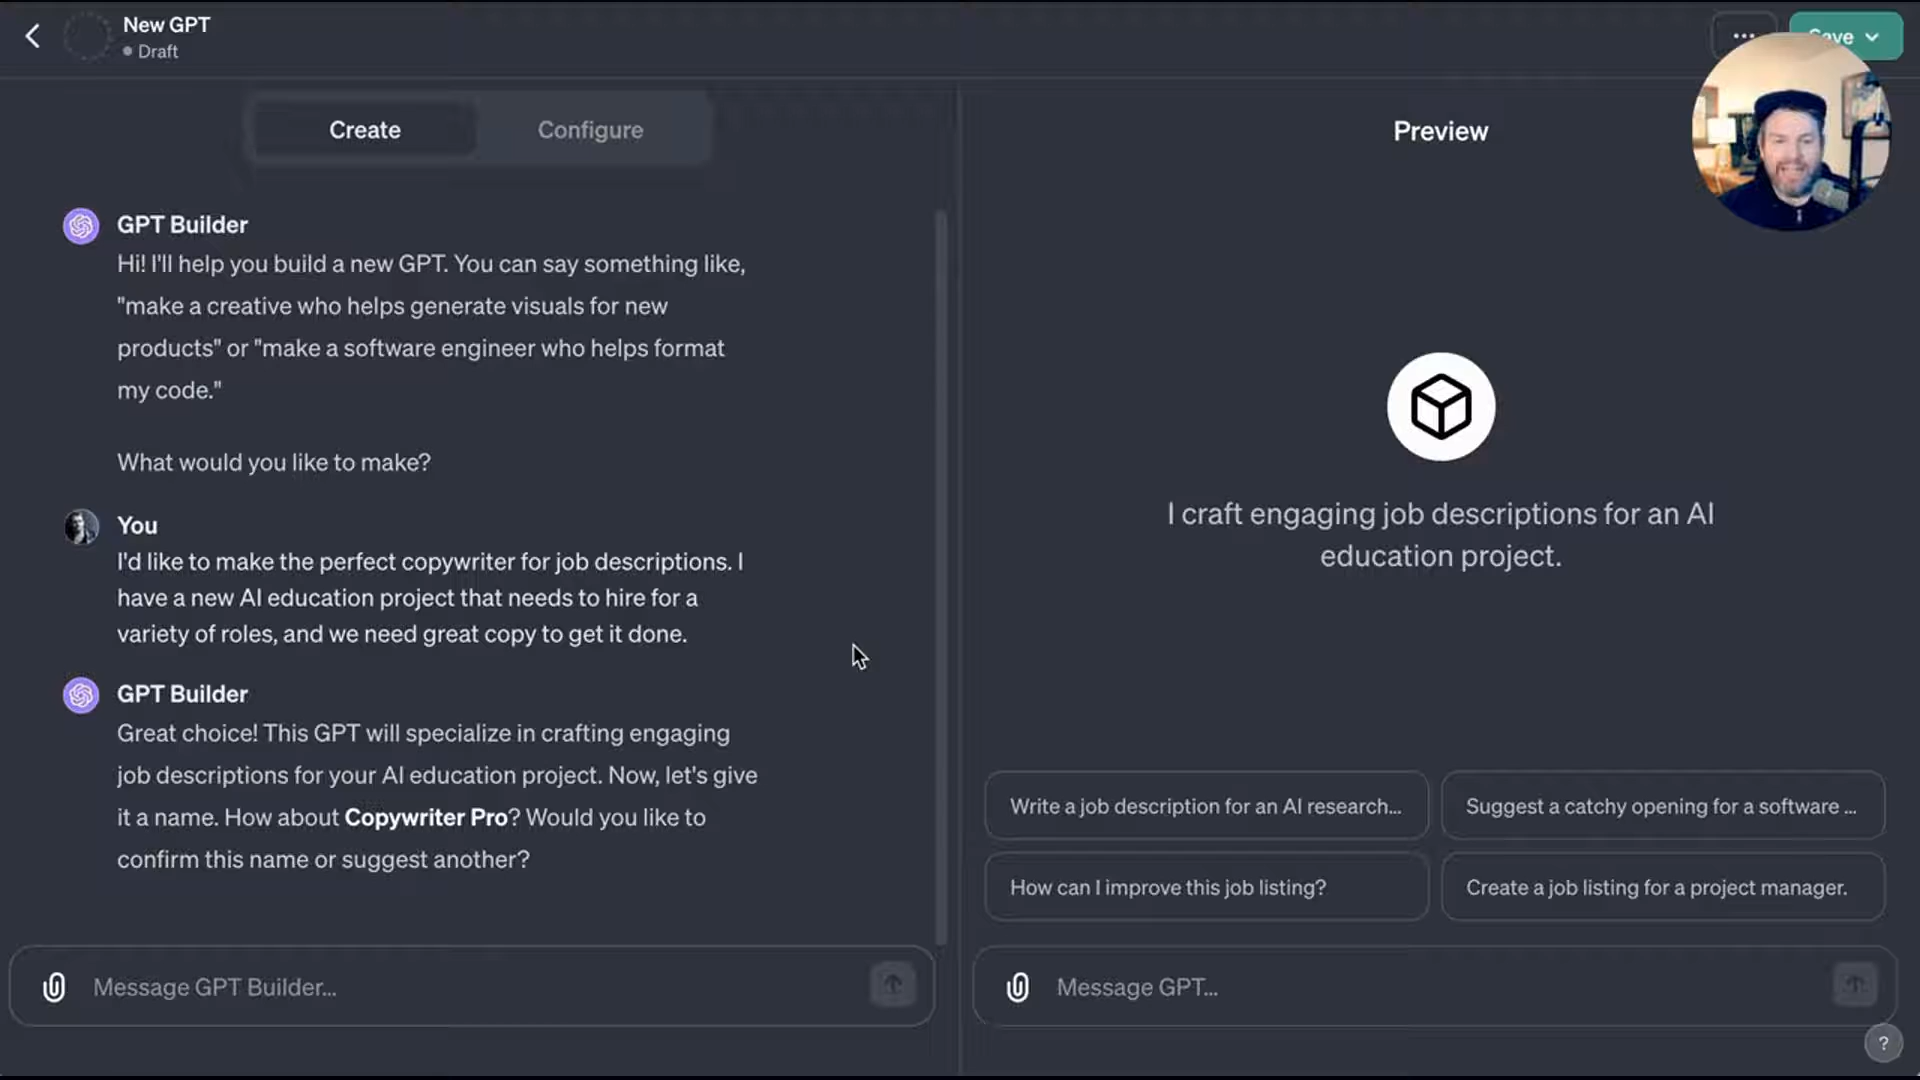 New GPT
Draft
...
Save
Create
Configure
Preview
GPT Builder
Hi! I'll help you build a new GPT. You can say something like,
"make a creative who helps generate visuals for new
products" or "make a software engineer who helps format
my code."
What would you like to make?
You
I'd like to make the perfect copywriter for job descriptions. I
have a new AI education project that needs to hire for a
variety of roles, and we need great copy to get it done.
GPT Builder
Great choice! This GPT will specialize in crafting engaging
job descriptions for your AI education project. Now, let's give
it a name. How about Copywriter Pro? Would you like to
confirm this name or suggest another?
Message GPT Builder...
I craft engaging job descriptions for an AI
education project.
Write a job description for an AI research...
Suggest a catchy opening for a software ...
How can I improve this job listing?
Create a job listing for a project manager.
Message GPT...
?